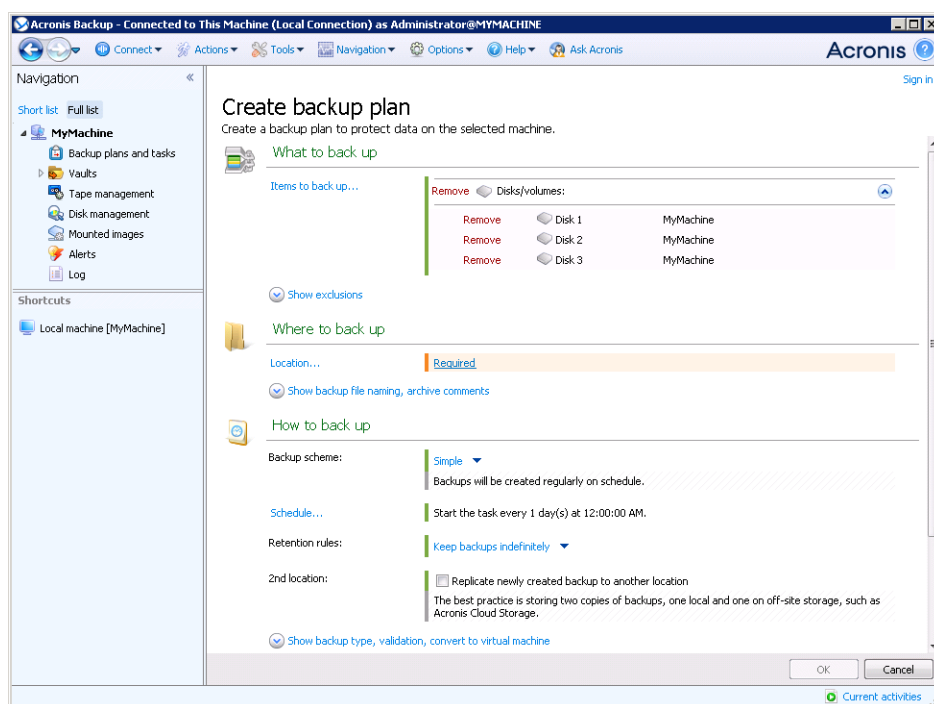 Acronis Backup - Connected to This Machine (Local Connection) as Administrator@MYMACHINE
Connect Actions Tools Navigation Options Help Ask Acronis Acronis ?
Navigation «
Sign in
Short list Full list
MyMachine
Backup plans and tasks
Vaults
Tape management
Disk management
Mounted images
Alerts
Log
Shortcuts
Local machine [MyMachine]
Create backup plan
Create a backup plan to protect data on the selected machine.
What to back up
Items to back up... Remove Disks/volumes:
Remove Disk 1 MyMachine
Remove Disk 2 MyMachine
Remove Disk 3 MyMachine
Show exclusions
Where to back up
Location... Required
Show backup file naming, archive comments
How to back up
Backup scheme: Simple
Backups will be created regularly on schedule.
Schedule... Start the task every 1 day(s) at 12:00:00 AM.
Retention rules: Keep backups indefinitely
2nd location: Replicate newly created backup to another location
The best practice is storing two copies of backups, one local and one on off-site storage, such as
Acronis Cloud Storage.
Show backup type, validation, convert to virtual machine
OK Cancel
Current activities